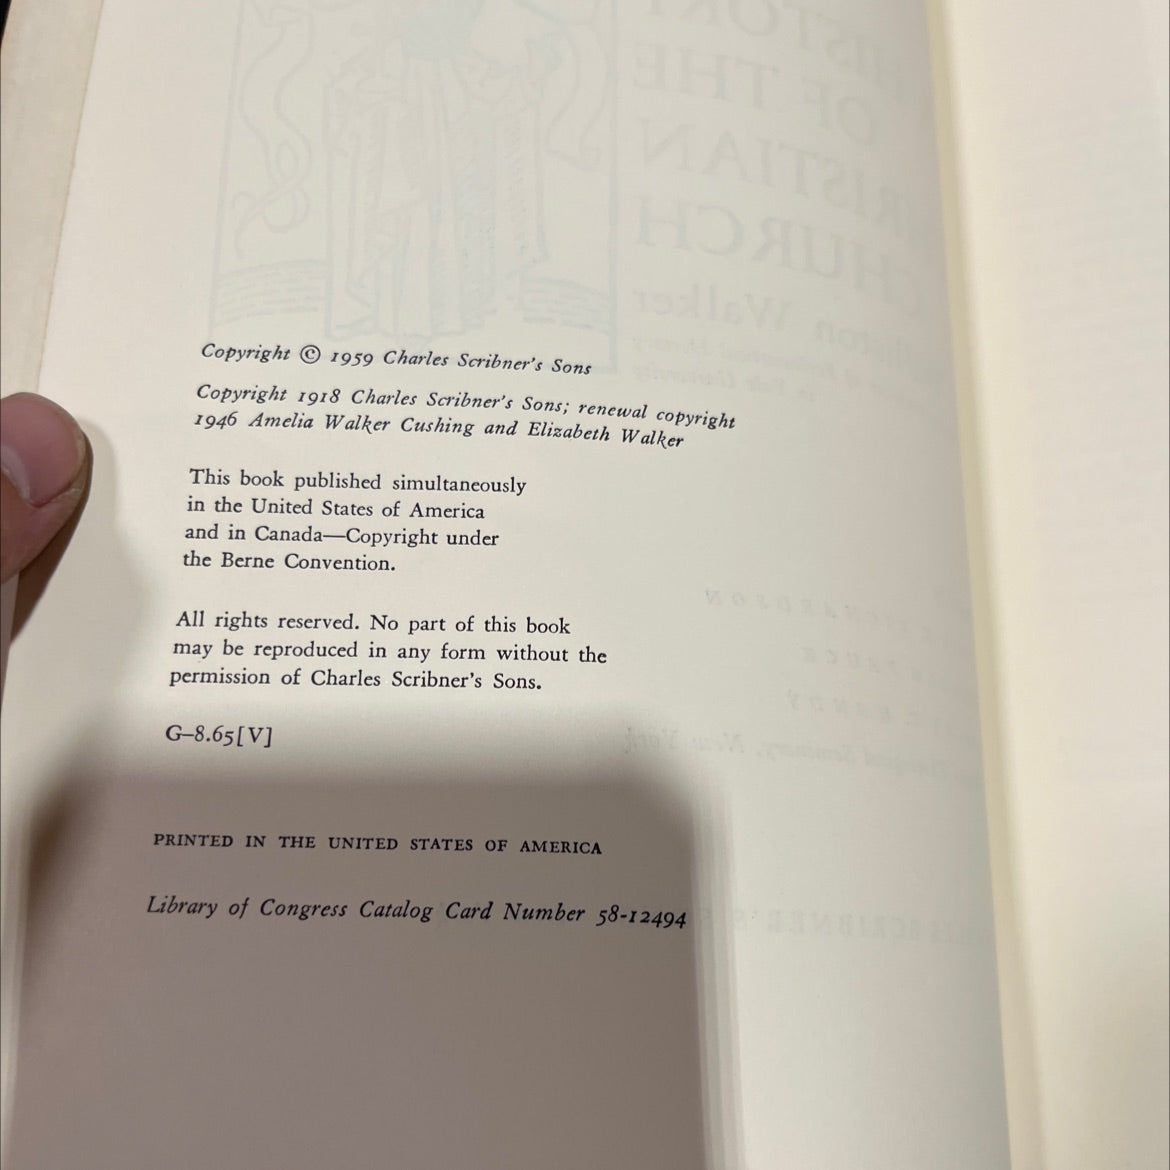 Copyright © 1959 Charles Scribner's Sons
Copyright 1918 Charles Scribner's Sons; renewal copyright
1946 Amelia Walker Cushing and Elizabeth Walker
This book published simultaneously
in the United States of America
and in Canada—Copyright under
the Berne Convention.
All rights reserved. No part of this book
may be reproduced in any form without the
permission of Charles Scribner's Sons.
G–8.65[V]
PRINTED IN THE UNITED STATES OF AMERICA
Library of Congress Catalog Card Number 58-12494